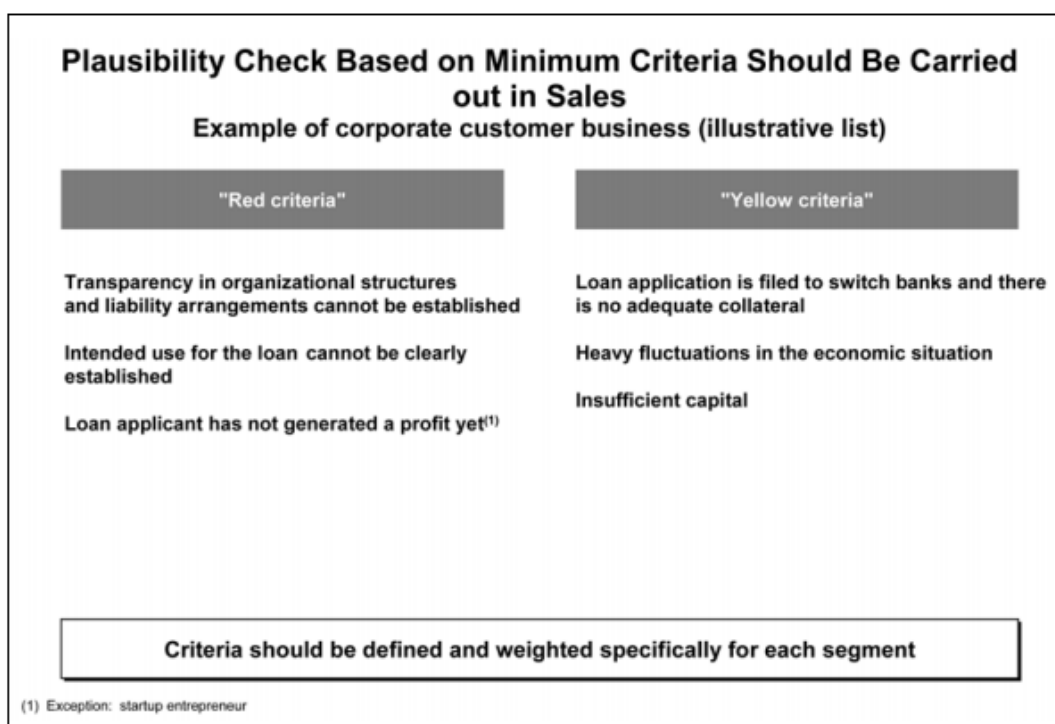 Plausibility Check Based on Minimum Criteria Should Be Carried
out in Sales
Example of corporate customer business (illustrative list)
"Red criteria"
Transparency in organizational structures
and liability arrangements cannot be established
Intended use for the loan cannot be clearly
established
Loan applicant has not generated a profit yet(1)
"Yellow criteria"
Loan application is filed to switch banks and there
is no adequate collateral
Heavy fluctuations in the economic situation
Insufficient capital
Criteria should be defined and weighted specifically for each segment
(1) Exception: startup entrepreneur